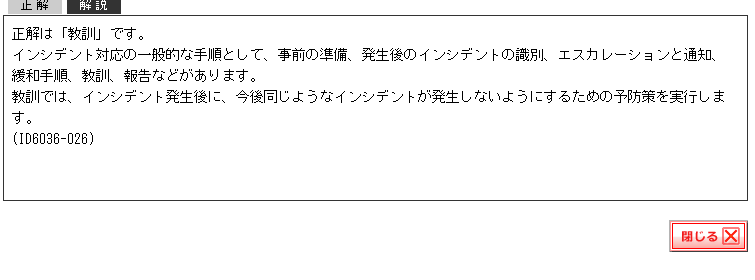 正解 解説
正解は「教訓」です。
インシデント対応の一般的な手順として、事前の準備、発生後のインシデントの識別、エスカレーションと通知、
緩和手順、教訓、報告などがあります。
教訓では、インシデント発生後に、今後同じようなインシデントが発生しないようにするための予防策を実行しま
す。
(ID6036-026)
閉じる